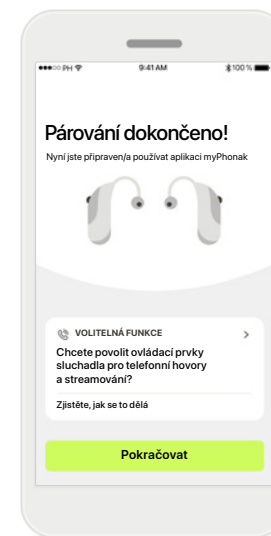 PH 9:41 AM 100 %
Párování dokončeno!
Nyní jste připraven/a používat aplikaci myPhonak
VOLITELNÁ FUNKCE
Chcete povolit ovládací prvky
sluchadla pro telefonní hovory
a streamování?
Zjistěte, jak se to dělá
Pokračovat